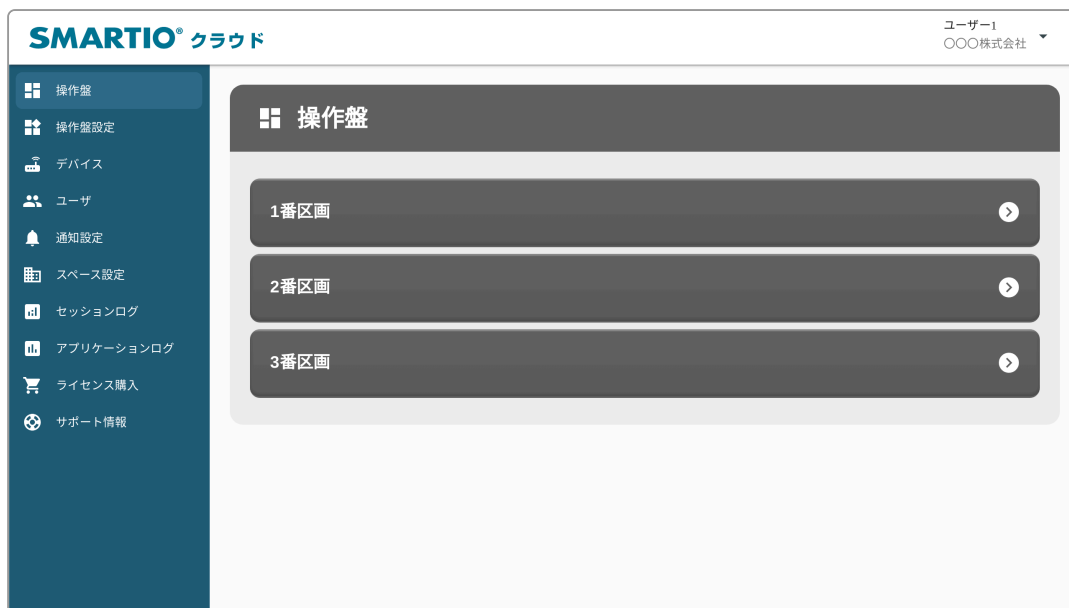 SMARTIO® クラウド
ユーザー1
〇〇〇株式会社
操作盤
操作盤設定
デバイス
ユーザ
通知設定
スペース設定
セッションログ
アプリケーションログ
ライセンス購入
サポート情報
操作盤
1番区画
2番区画
3番区画